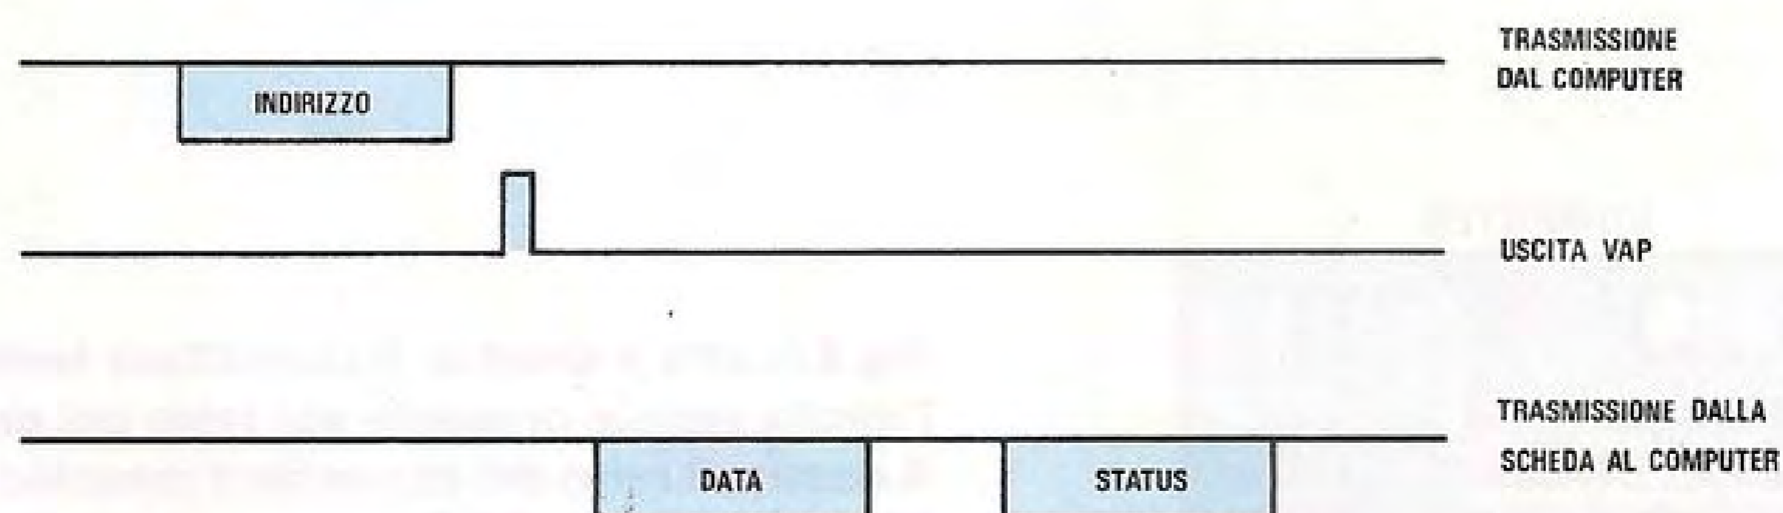 TRASMISSIONE
DAL COMPUTER
INDIRIZZO
USCITA VAP
TRASMISSIONE DALLA
SCHEDA AL COMPUTER
DATA
STATUS